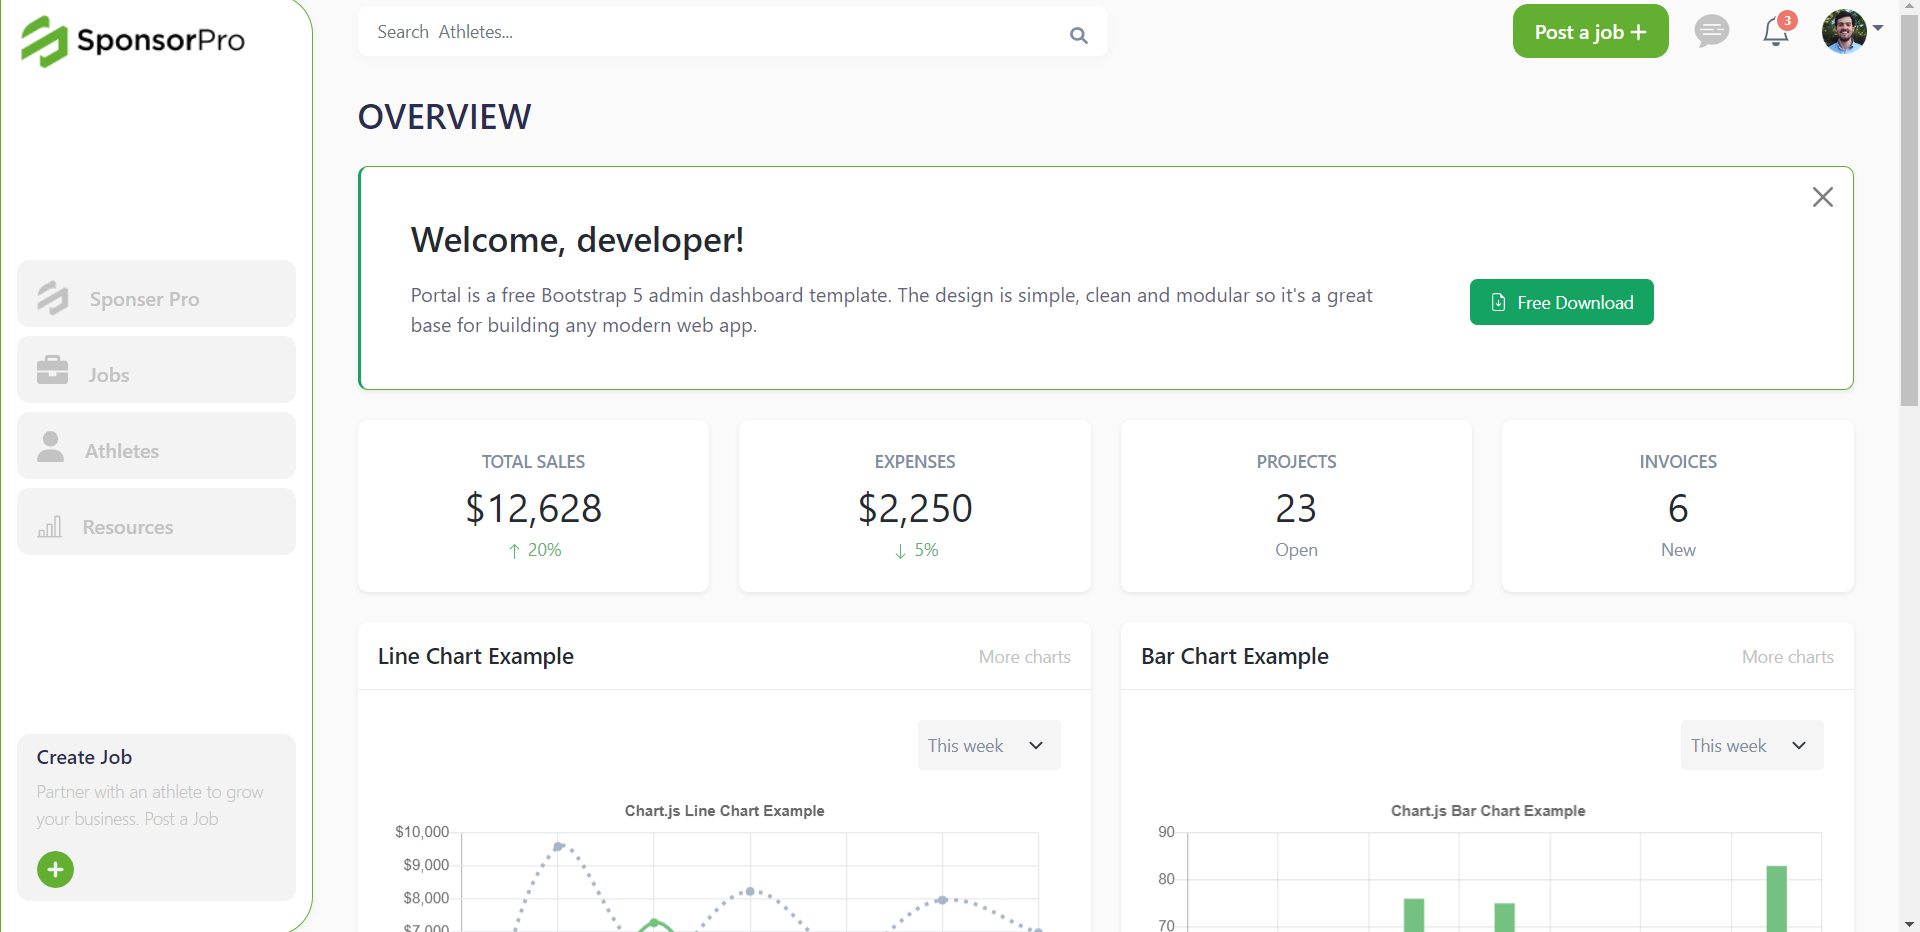 SponsorPro
Search Athletes...
Post a job +
3
OVERVIEW
Welcome, developer!
Portal is a free Bootstrap 5 admin dashboard template. The design is simple, clean and modular so it's a great
base for building any modern web app.
Free Download
Sponser Pro
Jobs
Athletes
Resources
Create Job
Partner with an athlete to grow
your business. Post a Job
TOTAL SALES
$12,628
↑ 20%
EXPENSES
$2,250
↓ 5%
PROJECTS
23
Open
INVOICES
6
New
Line Chart Example
More charts
This week
Chart.js Line Chart Example
$10,000
$9,000
$8,000
$7,000
Bar Chart Example
More charts
This week
Chart.js Bar Chart Example
90
80
70